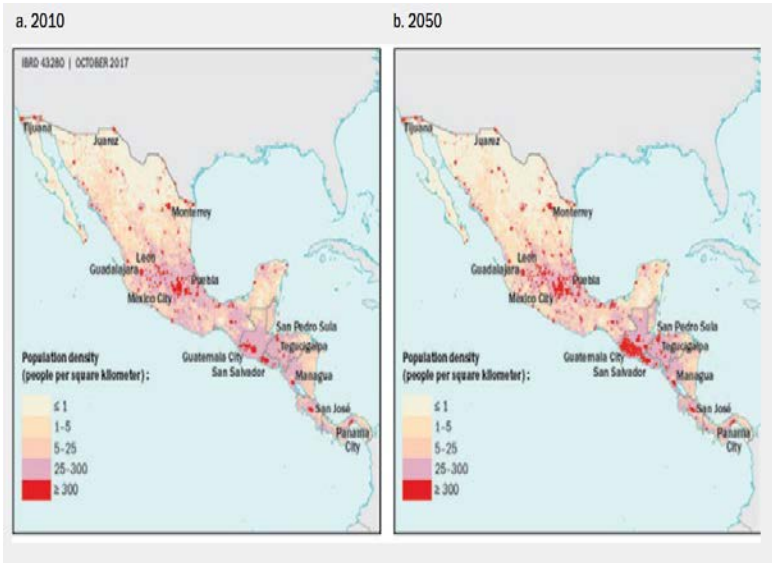 a. 2010
b. 2050
IBRD 43280 | OCTOBER 2017
Tijuana
Juarez
Monterrey
Leon
Guadalajara
Puebla
Mexico City
San Pedro Sula
Tegucigalpa
Guatemala City
San Salvador
Managua
San José
Panama
City
Population density
(people per square kilometer):
≤ 1
1-5
5-25
25-300
≥ 300
Tijuana
Juarez
Monterrey
Leon
Guadalajara
Puebla
Mexico City
San Pedro Sula
Tegucigalpa
Guatemala City
San Salvador
Managua
San José
Panama
City
Population density
(people per square kilometer):
≤ 1
1-5
5-25
25-300
≥ 300